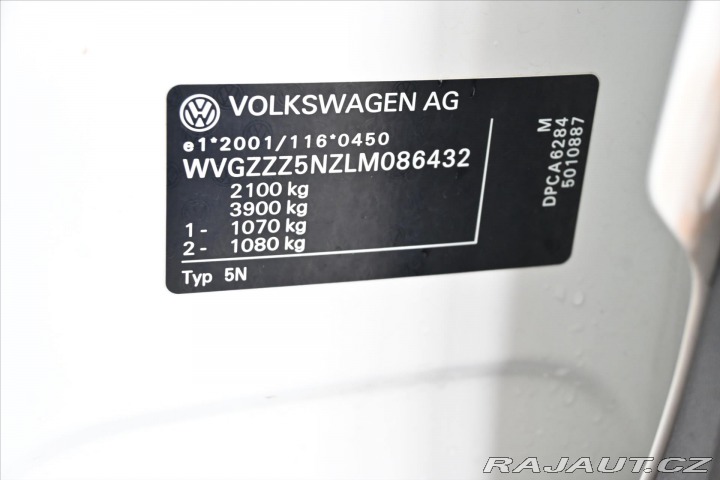 VOLKSWAGEN AG
e1*2001/116*0450
WVGZZZ5NZLM086432
2100 kg
3900 kg
1 - 1070 kg
2 - 1080 kg
Typ 5N
M
DPCA6284
5010887
RAJAUT.CZ